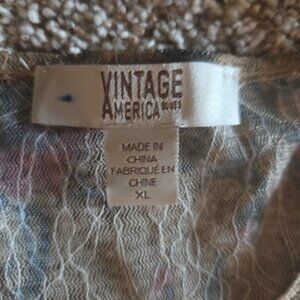 VINTAGE
AMERICA BLUES
MADE IN
CHINA
FABRIQUÉ EN
CHINE
XL